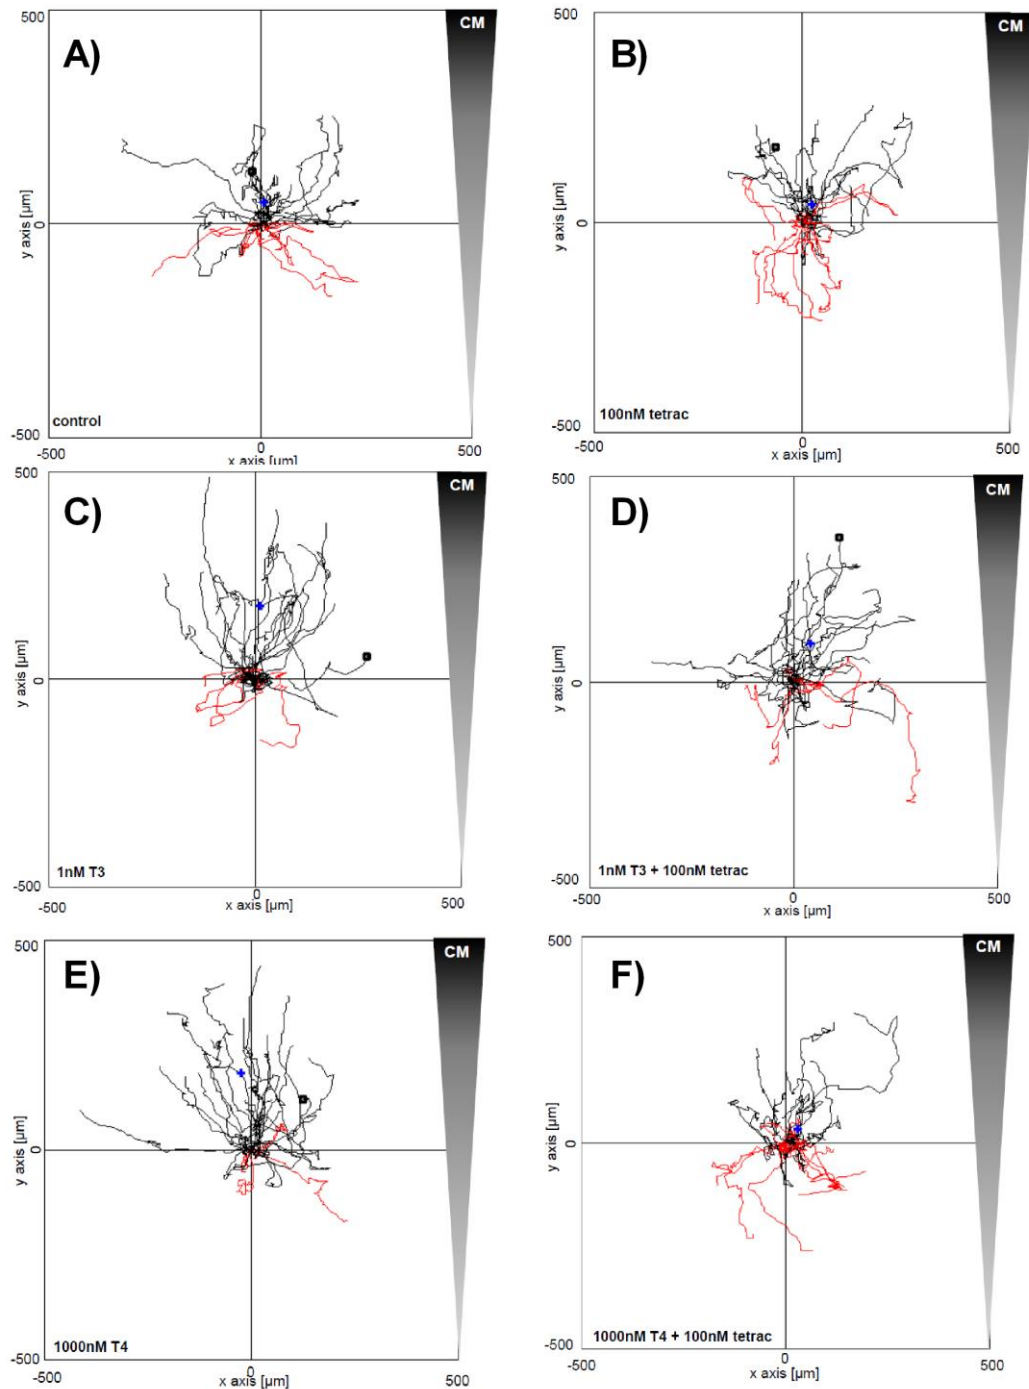 500
CM
A)
y axis [µm]
0
control
-500
-500
0
500
x axis [µm]
500
CM
B)
y axis [µm]
0
100nM tetrac
-500
-500
0
500
x axis [µm]
500
CM
C)
y axis [µm]
0
1nM T3
-500
-500
0
500
x axis [µm]
500
CM
D)
y axis [µm]
0
1nM T3 + 100nM tetrac
-500
-500
0
500
x axis [µm]
500
CM
E)
y axis [µm]
0
1000nM T4
-500
-500
0
500
x axis [µm]
500
CM
F)
y axis [µm]
0
1000nM T4 + 100nM tetrac
-500
-500
0
500
x axis [µm]